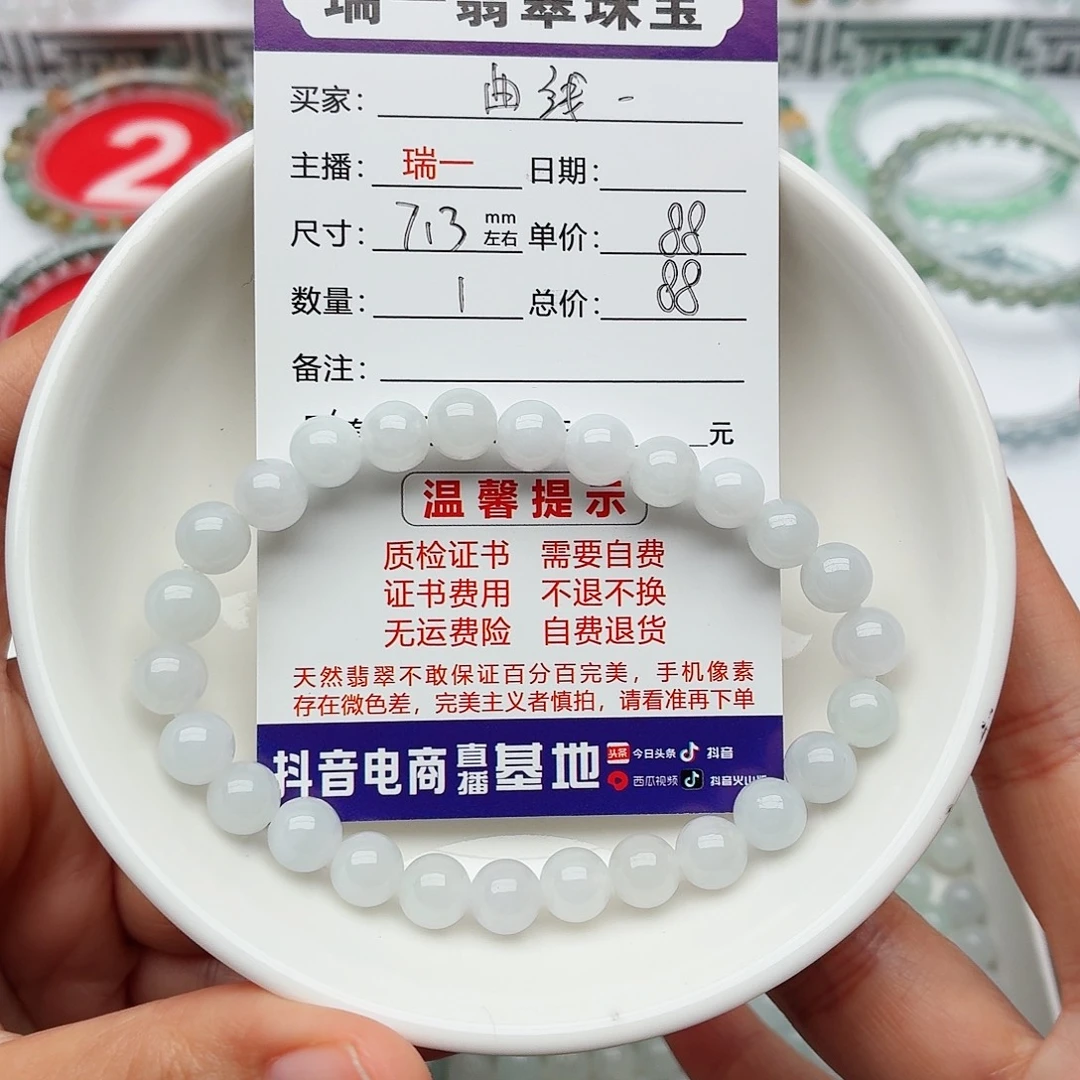 瑞一翡翠珠宝
买家: 曲线一
主播: 瑞一 日期:
尺寸: 7.3 mm左右 单价: 88
数量: 1 总价: 88
备注:
元
温馨提示
质检证书 需要自费
证书费用 不退不换
无运费险 自费退货
天然翡翠不敢保证百分百完美，手机像素
存在微色差，完美主义者慎拍，请看准再下单
抖音电商直播基地 头条 今日头条 抖音
西瓜视频 抖音火山
2